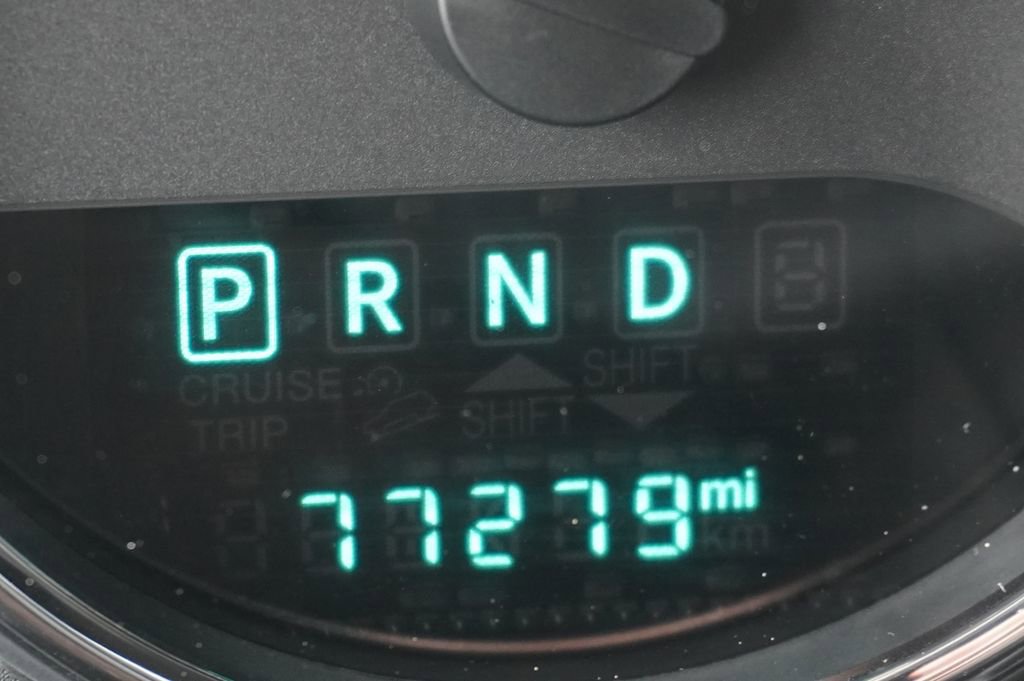 P R N D
CRUISE SHIFT
TRIP SHIFT
77279 mi
km